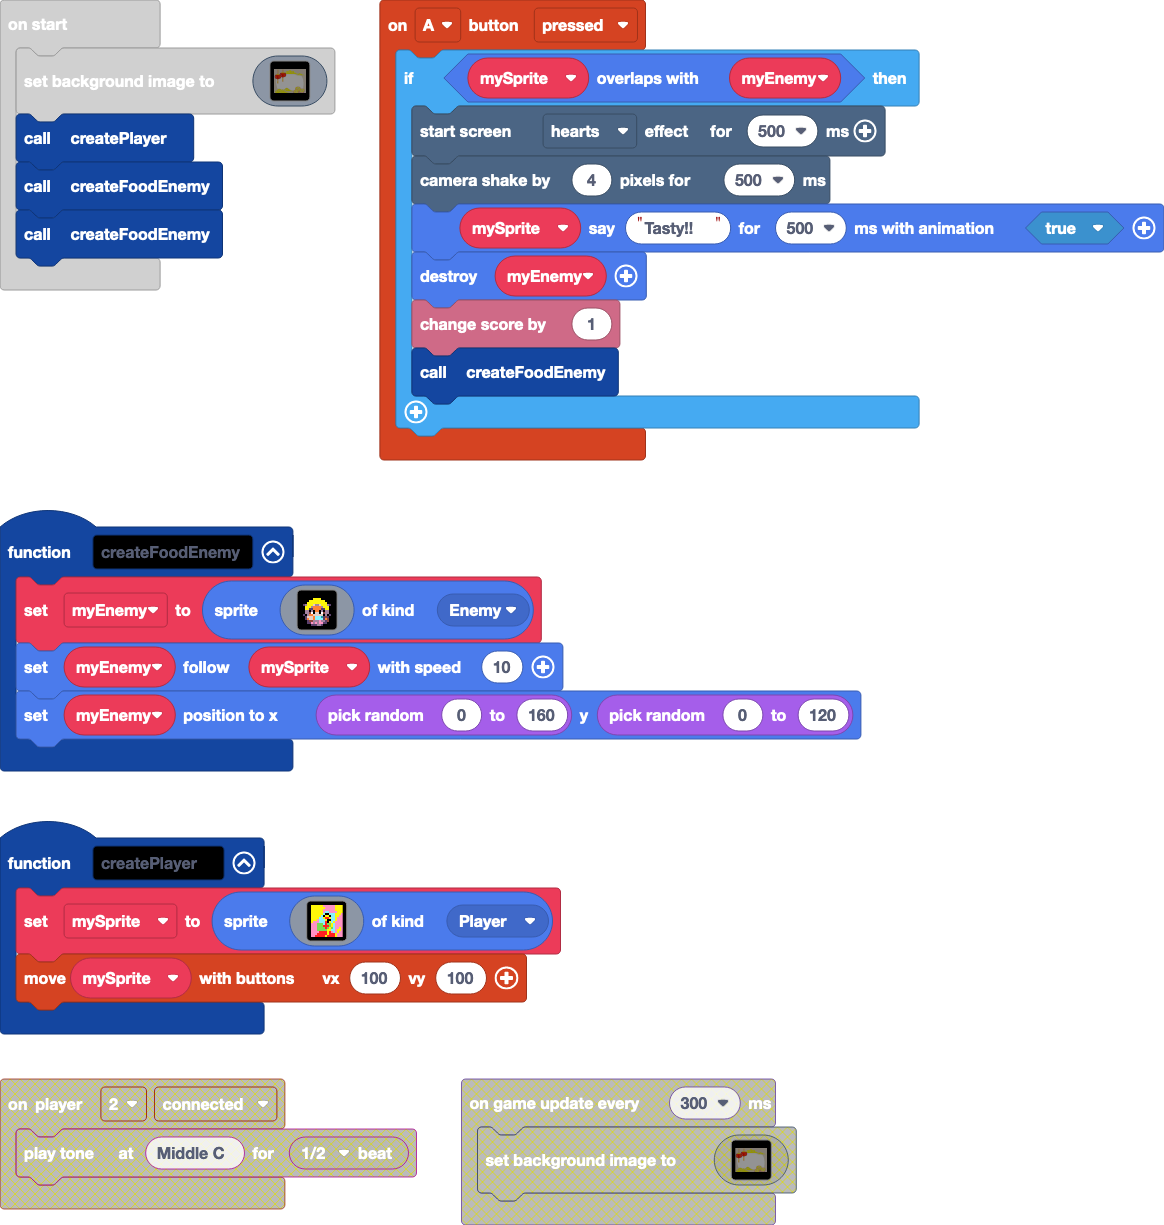 on start
set background image to
call createPlayer
call createFoodEnemy
call createFoodEnemy
on A button pressed
if mySprite overlaps with myEnemy then
start screen hearts effect for 500 ms
camera shake by 4 pixels for 500 ms
mySprite say "Tasty!!" for 500 ms with animation true
destroy myEnemy
change score by 1
call createFoodEnemy
function createFoodEnemy
set myEnemy to sprite of kind Enemy
set myEnemy follow mySprite with speed 10
set myEnemy position to x pick random 0 to 160 y pick random 0 to 120
function createPlayer
set mySprite to sprite of kind Player
move mySprite with buttons vx 100 vy 100
on player 2 connected
play tone at Middle C for 1/2 beat
on game update every 300 ms
set background image to